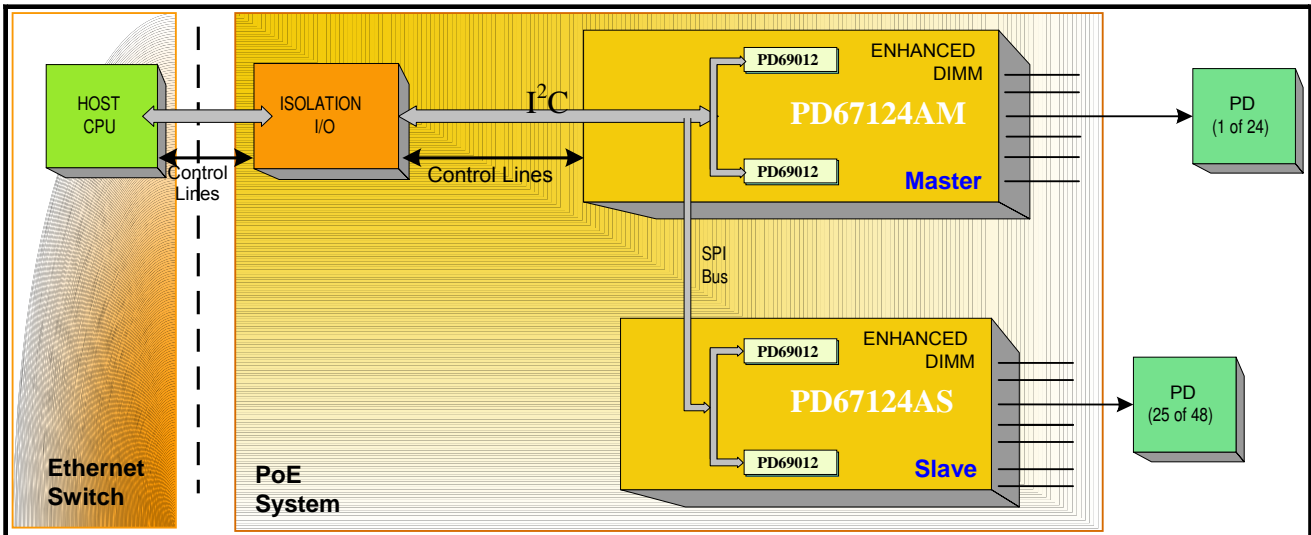 HOST
CPU
ISOLATION
I/O
I²C
Control
Lines
Control Lines
ENHANCED
DIMM
PD69012
PD67124AM
PD69012
Master
PD
(1 of 24)
SPI
Bus
ENHANCED
DIMM
PD69012
PD67124AS
PD69012
Slave
PD
(25 of 48)
Ethernet
Switch
PoE
System